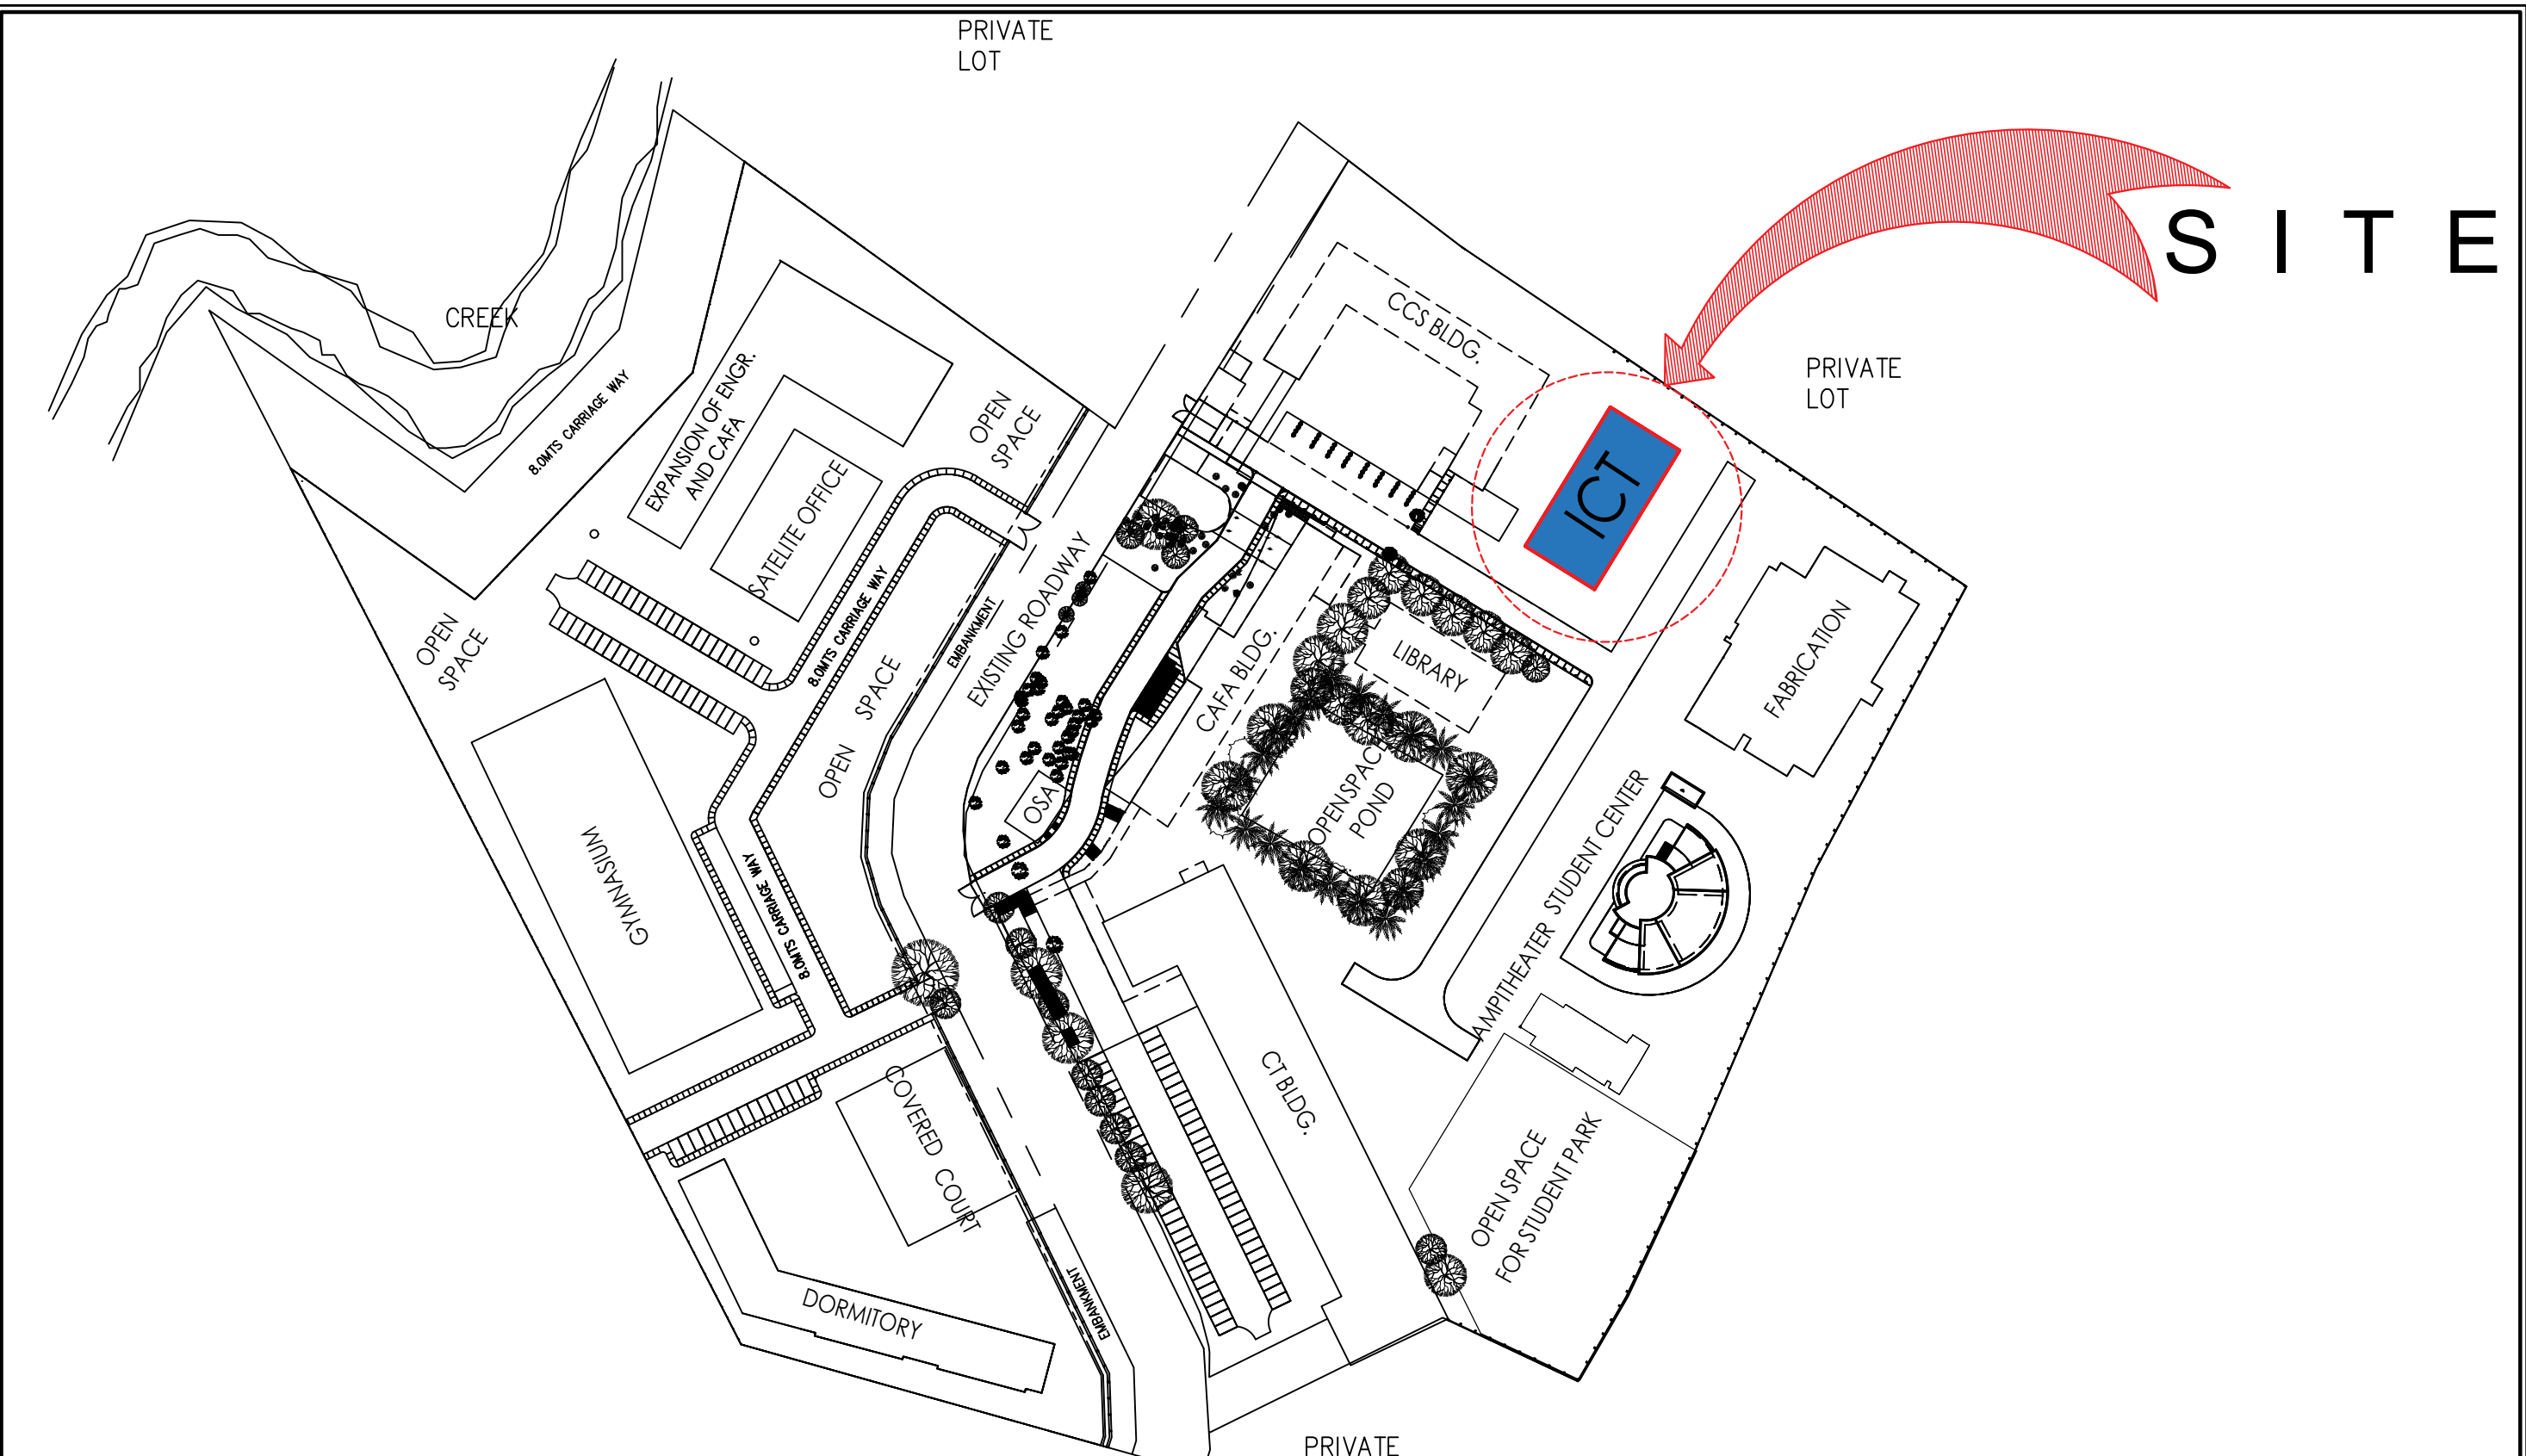 PRIVATE
LOT
S I T E
CREEK
CCS BLDG.
PRIVATE
LOT
8.0MTS CARRIAGE WAY
EXPANSION OF ENGR.
AND CAFA
OPEN
SPACE
ICT
SATELITE OFFICE
8.0MTS CARRIAGE WAY
EMBANKMENT
EXISTING ROADWAY
OPEN
SPACE
CAFA BLDG.
LIBRARY
FABRICATION
OPEN SPACE
OSA
OPEN SPACE
POND
GYMNASIUM
8.0MTS CARRIAGE WAY
AMPITHEATER STUDENT CENTER
COVERED COURT
CT BLDG.
OPEN SPACE
FOR STUDENT PARK
DORMITORY
EMBANKMENT
PRIVATE